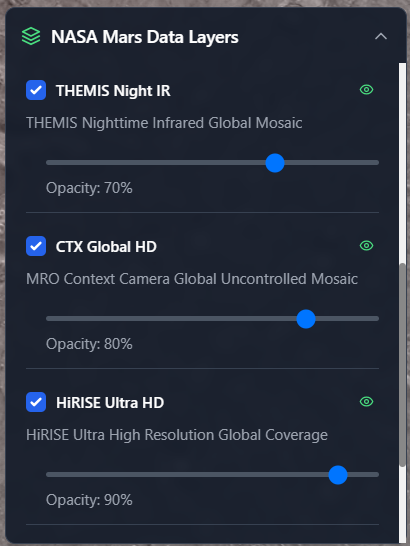 NASA Mars Data Layers
THEMIS Night IR
THEMIS Nighttime Infrared Global Mosaic
Opacity: 70%
CTX Global HD
MRO Context Camera Global Uncontrolled Mosaic
Opacity: 80%
HiRISE Ultra HD
HiRISE Ultra High Resolution Global Coverage
Opacity: 90%